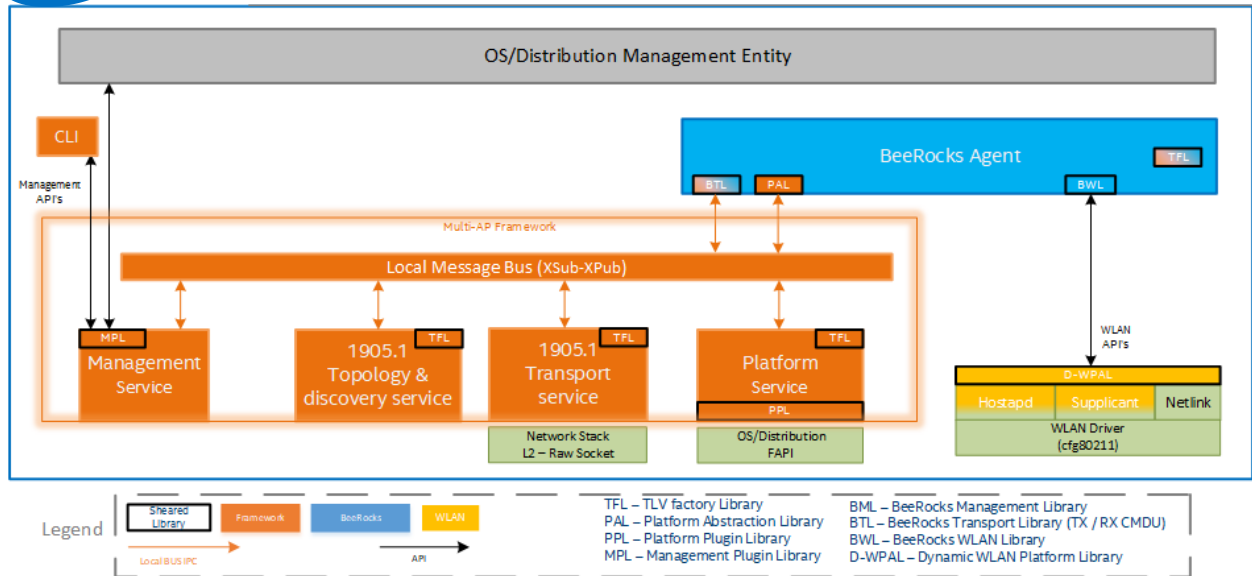 OS/Distribution Management Entity
CLI
Management
API's
BeeRocks Agent
TFL
BTL
PAL
BWL
Multi-AP Framework
Local Message Bus (XSub-XPub)
MPL
Management
Service
TFL
1905.1
Topology &
discovery service
TFL
1905.1
Transport
service
TFL
Platform
Service
PPL
Network Stack
L2 – Raw Socket
OS/Distribution
FAPI
WLAN
API's
D-WPAL
Hostapd
Supplicant
Netlink
WLAN Driver
(cfg80211)
Legend
Sheared
Library
Framework
BeeRocks
WLAN
Local BUS IPC
API
TFL – TLV factory Library
PAL – Platform Abstraction Library
PPL – Platform Plugin Library
MPL – Management Plugin Library
BML – BeeRocks Management Library
BTL – BeeRocks Transport Library (TX / RX CMDU)
BWL – BeeRocks WLAN Library
D-WPAL – Dynamic WLAN Platform Library